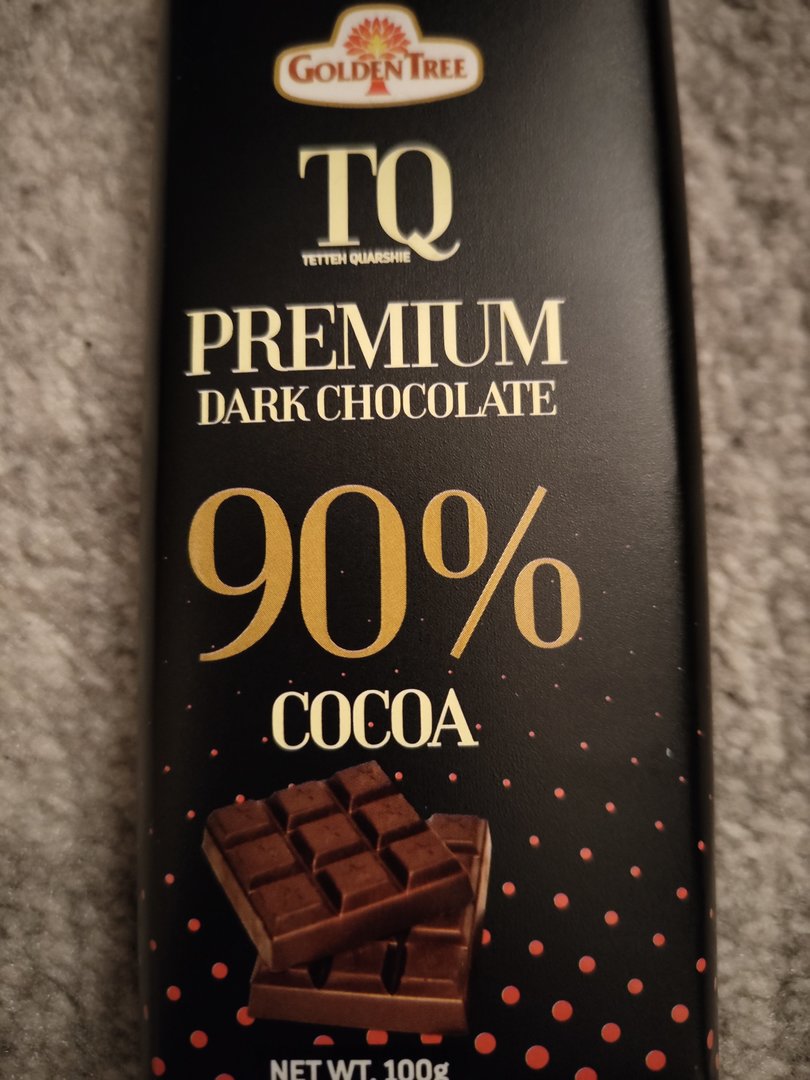 GOLDEN TREE
TQ
TETTEH QUARSHIE
PREMIUM
DARK CHOCOLATE
90%
COCOA
NET WT. 100g